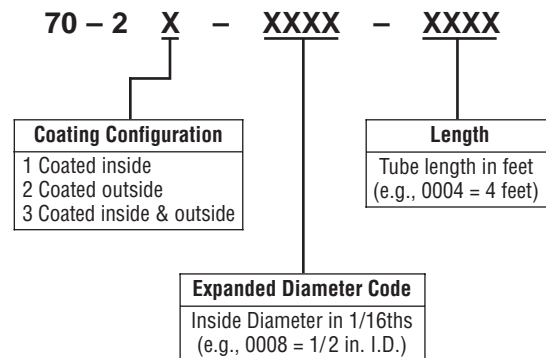 70 – 2 X – XXXX – XXXX
Coating Configuration
1 Coated inside
2 Coated outside
3 Coated inside & outside
Length
Tube length in feet
(e.g., 0004 = 4 feet)
Expanded Diameter Code
Inside Diameter in 1/16ths
(e.g., 0008 = 1/2 in. I.D.)